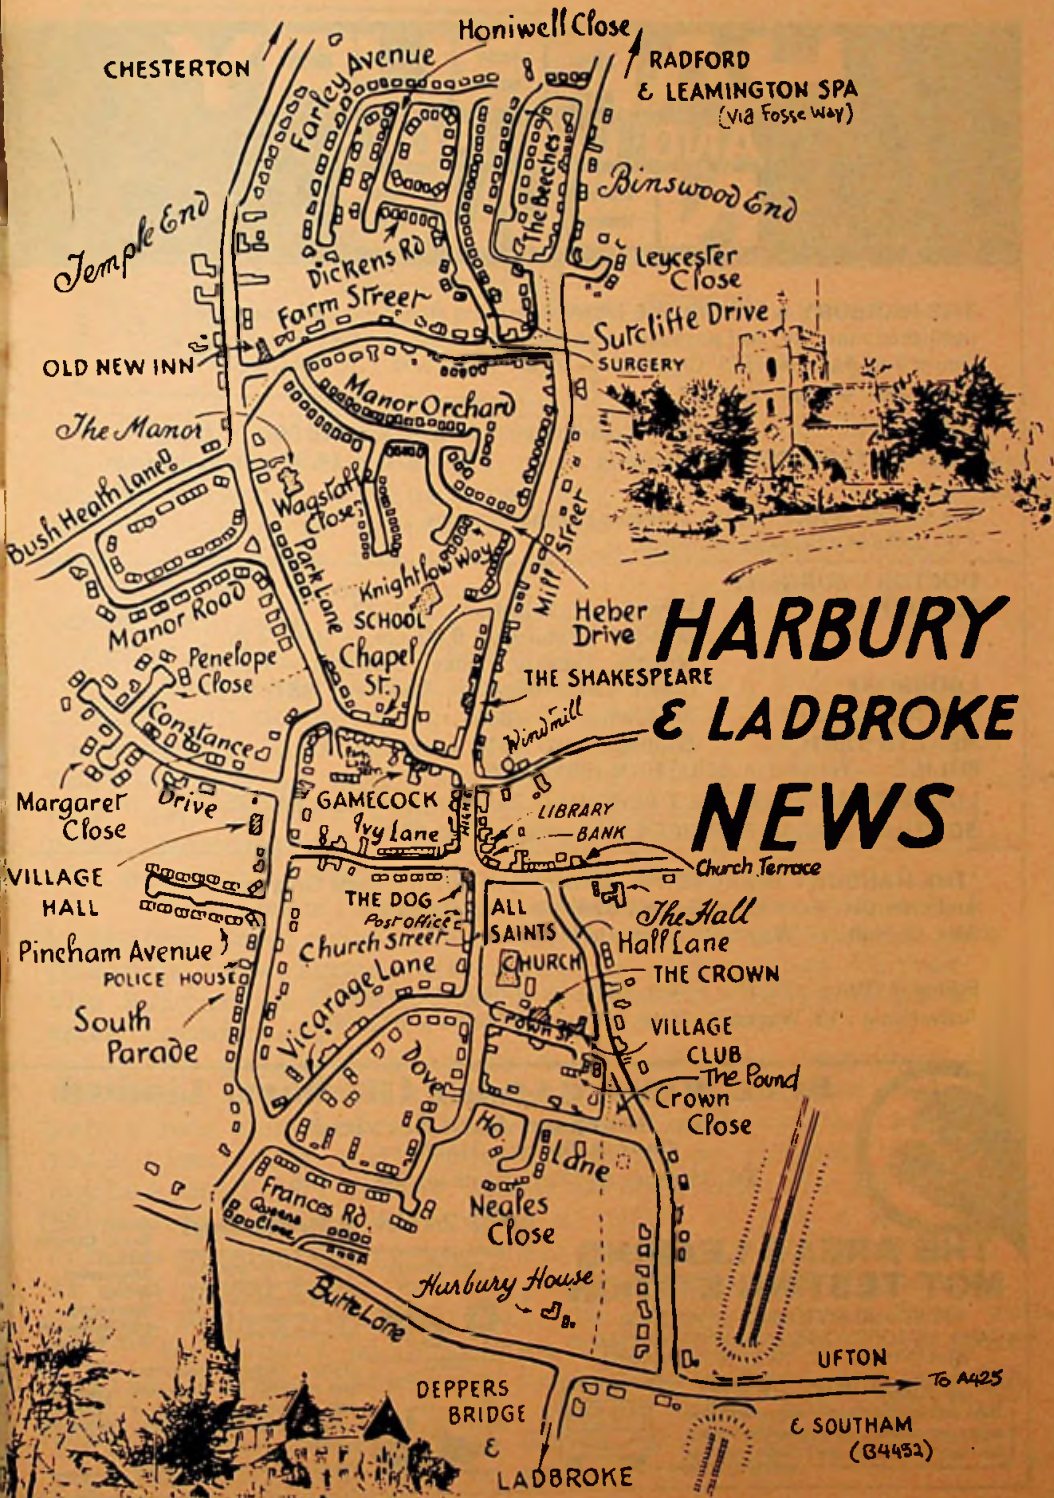 Honiwell Close
CHESTERTON
RADFORD
& LEAMINGTON SPA
(Via Fosse Way)
Farley Avenue
The Beeches
Binswood End
Temple End
Dickens Rd
Leycester
Close
Farm Street
Sutcliffe Drive
SURGERY
OLD NEW INN
Manor Orchard
The Manor
Bush Heath Lane
Wagstaffe
Close
Park Lane
Knightlow Way
SCHOOL
Mill Street
Manor Road
Heber
Drive
HARBURY
& LADBROKE
NEWS
Penelope
Close
Chapel
St.
THE SHAKESPEARE
Windmill
Constance
Drive
Margaret
Close
GAMECOCK
HIGH
Ivy Lane
LIBRARY
BANK
Church Terrace
VILLAGE
HALL
THE DOG
Post office
ALL
SAINTS
CHURCH
The Hall
Hall Lane
Pincham Avenue
POLICE HOUSE
Church Street
THE CROWN
South
Parade
Vicarage Lane
Crown St.
VILLAGE
CLUB
Dove
The Pound
Crown
Close
Ho.
Lane
Frances Rd.
Queens
Close
Neales
Close
Harbury House
Butt Lane
UFTON
To A425
DEPPERS
BRIDGE
&
LADBROKE
& SOUTHAM
(B4452)